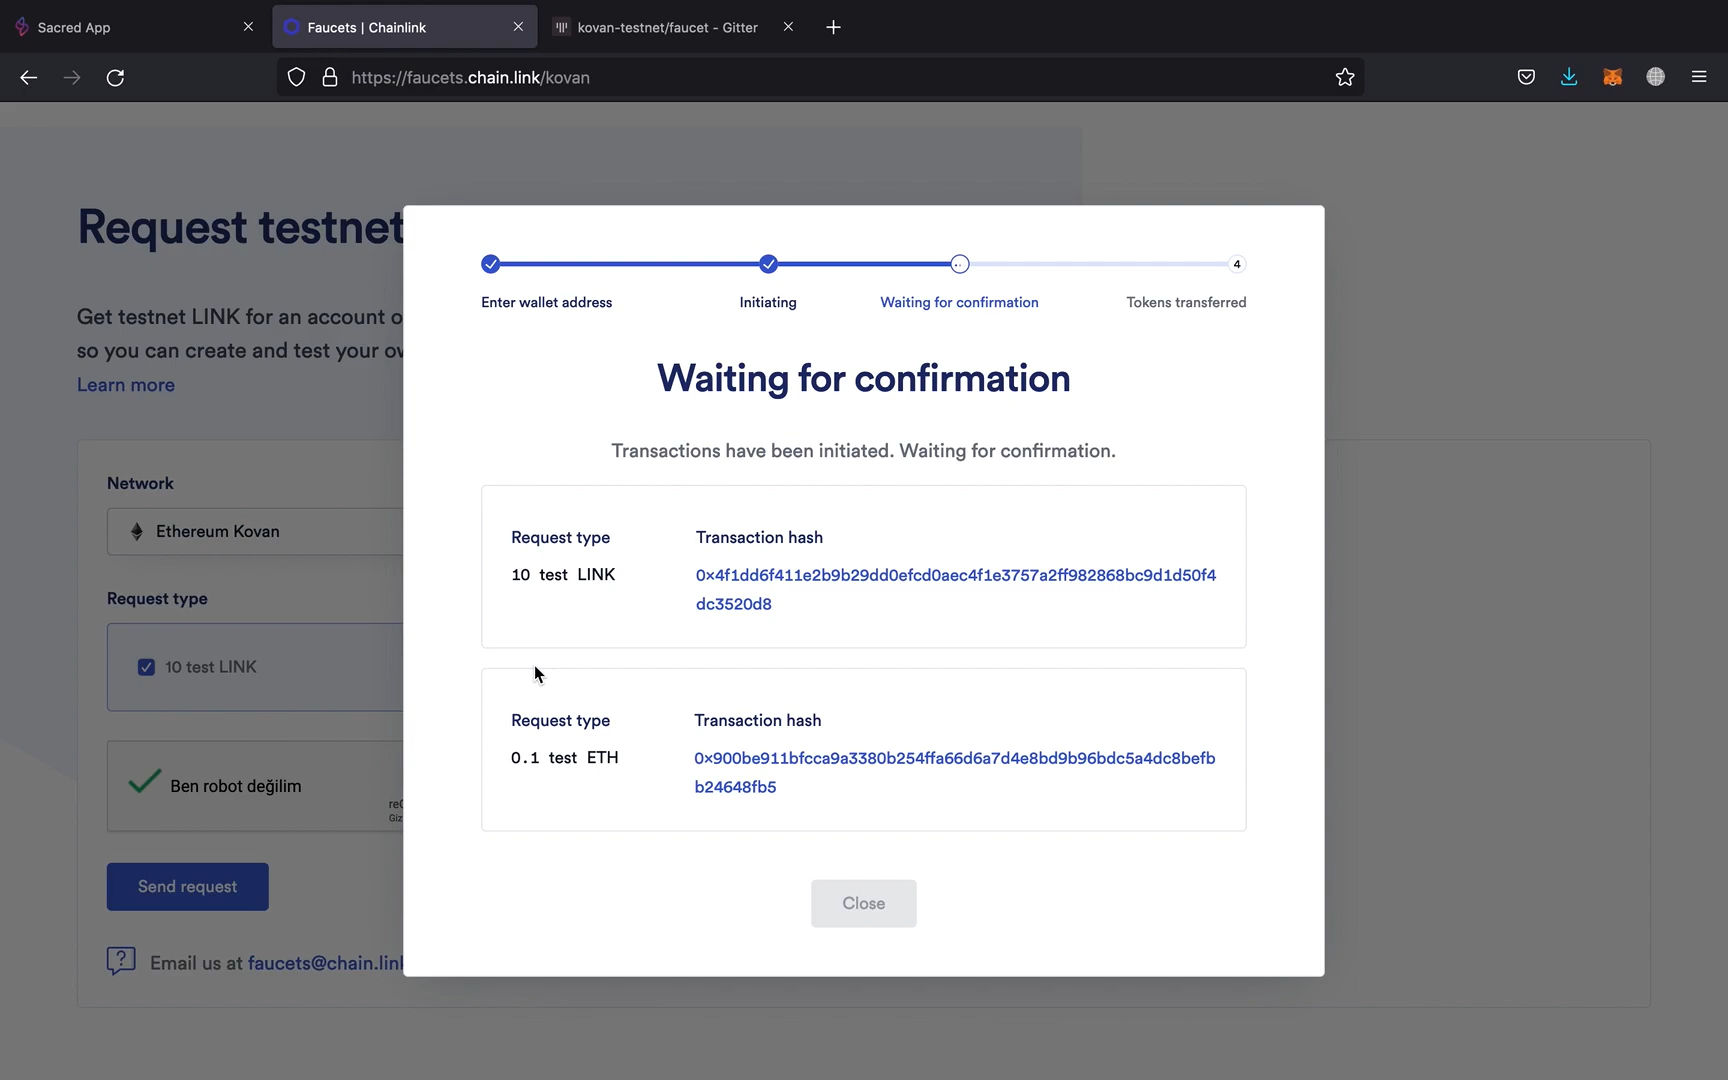 Sacred App
Faucets | Chainlink
kovan-testnet/faucet - Gitter
https://faucets.chain.link/kovan
Request testnet
Get testnet LINK for an account o
so you can create and test your ow
Learn more
Network
Ethereum Kovan
Request type
10 test LINK
Ben robot değilim
reC
Giz
Send request
Email us at faucets@chain.link
4
Enter wallet address
Initiating
Waiting for confirmation
Tokens transferred
Waiting for confirmation
Transactions have been initiated. Waiting for confirmation.
Request type
Transaction hash
10 test LINK
0x4f1dd6f411e2b9b29dd0efcd0aec4f1e3757a2ff982868bc9d1d50f4
dc3520d8
Request type
Transaction hash
0.1 test ETH
0x900be911bfcca9a3380b254ffa66d6a7d4e8bd9b96bdc5a4dc8befb
b24648fb5
Close